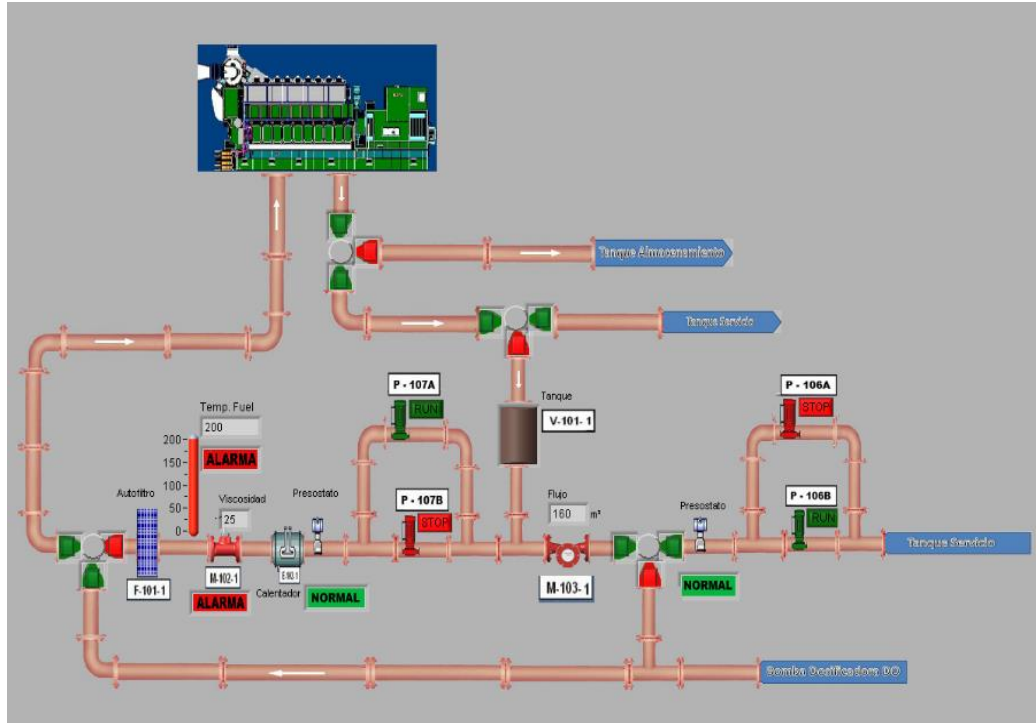 Tanque Almacenamiento
Tanque Servicio
P - 107A
RUN
Temp. Fuel
200
ALARMA
200
150
100
50
0
Tanque
V-101-1
P - 106A
STOP
Autofiltro
Viscosidad
25
Presostato
P - 107B
STOP
Flujo
160 m³
Presostato
P - 106B
RUN
Tanque Servicio
F-101-1
M-102-1
ALARMA
Calentador
NORMAL
M-103-1
NORMAL
Bomba Dosificadora DO